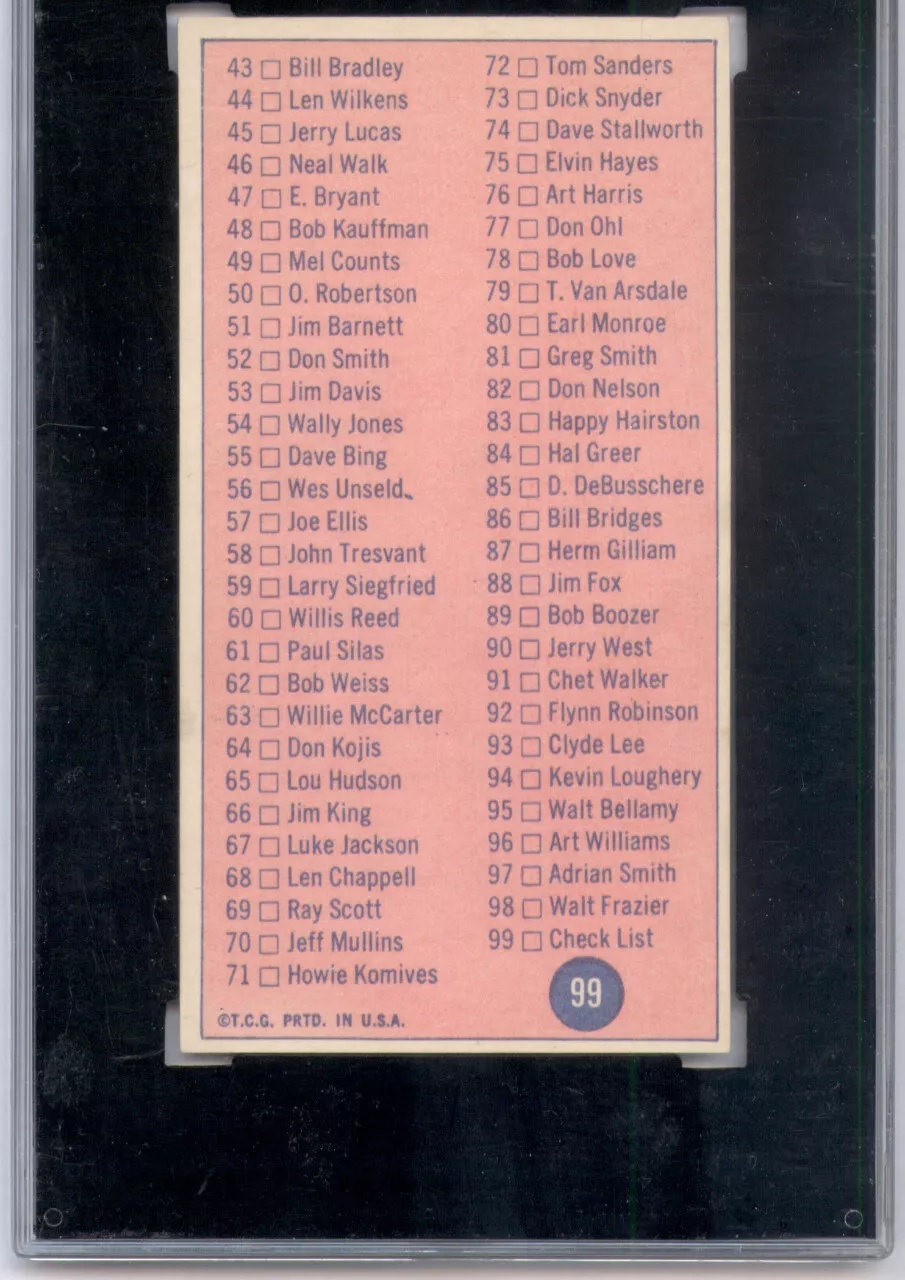 43 □ Bill Bradley
44 □ Len Wilkens
45 □ Jerry Lucas
46 □ Neal Walk
47 □ E. Bryant
48 □ Bob Kauffman
49 □ Mel Counts
50 □ O. Robertson
51 □ Jim Barnett
52 □ Don Smith
53 □ Jim Davis
54 □ Wally Jones
55 □ Dave Bing
56 □ Wes Unseld
57 □ Joe Ellis
58 □ John Tresvant
59 □ Larry Siegfried
60 □ Willis Reed
61 □ Paul Silas
62 □ Bob Weiss
63 □ Willie McCarter
64 □ Don Kojis
65 □ Lou Hudson
66 □ Jim King
67 □ Luke Jackson
68 □ Len Chappell
69 □ Ray Scott
70 □ Jeff Mullins
71 □ Howie Komives
72 □ Tom Sanders
73 □ Dick Snyder
74 □ Dave Stallworth
75 □ Elvin Hayes
76 □ Art Harris
77 □ Don Ohl
78 □ Bob Love
79 □ T. Van Arsdale
80 □ Earl Monroe
81 □ Greg Smith
82 □ Don Nelson
83 □ Happy Hairston
84 □ Hal Greer
85 □ D. DeBusschere
86 □ Bill Bridges
87 □ Herm Gilliam
88 □ Jim Fox
89 □ Bob Boozer
90 □ Jerry West
91 □ Chet Walker
92 □ Flynn Robinson
93 □ Clyde Lee
94 □ Kevin Loughery
95 □ Walt Bellamy
96 □ Art Williams
97 □ Adrian Smith
98 □ Walt Frazier
99 □ Check List
99
©T.C.G. PRTD. IN U.S.A.